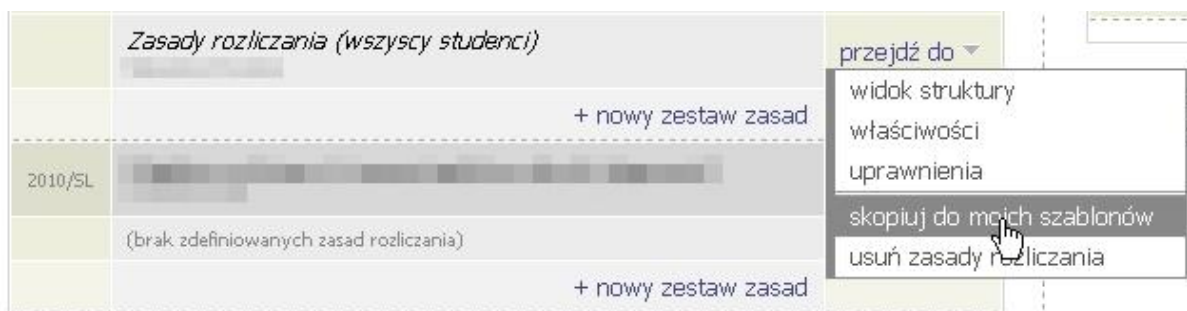 Zasady rozliczania (wszyscy studenci)
przejdź do
widok struktury
+ nowy zestaw zasad
właściwości
uprawnienia
2010/SL
skopiuj do moich szablonów
(brak zdefiniowanych zasad rozliczania)
usuń zasady rozliczania
+ nowy zestaw zasad